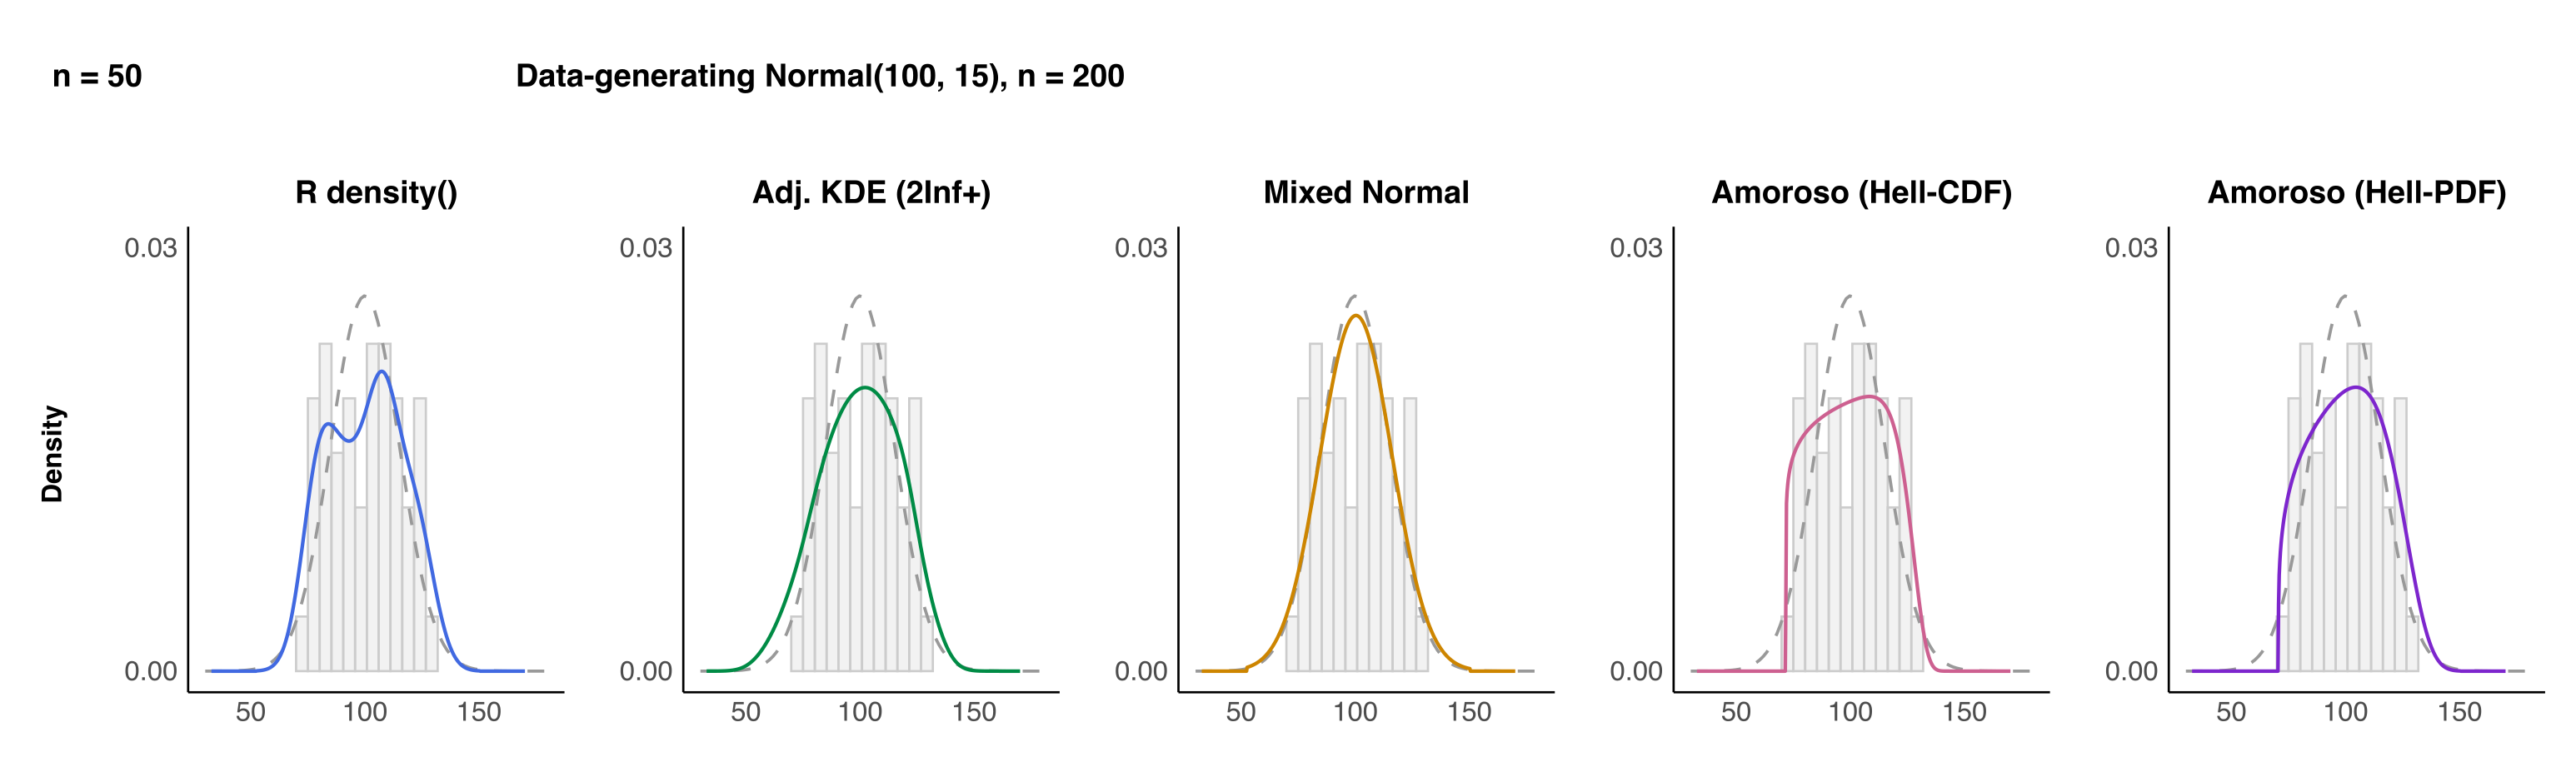 n = 50
Data-generating Normal(100, 15), n = 200
R density()
Adj. KDE (2Inf+)
Mixed Normal
Amoroso (Hell-CDF)
Amoroso (Hell-PDF)
Density
0.03
0.00
50 100 150
0.03
0.00
50 100 150
0.03
0.00
50 100 150
0.03
0.00
50 100 150
0.03
0.00
50 100 150